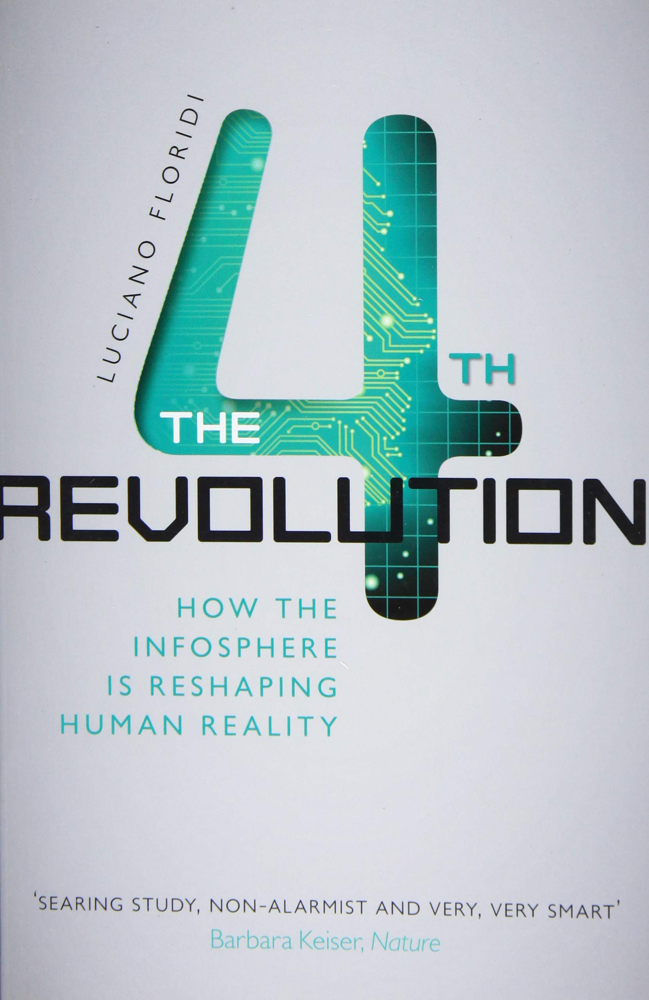 LUCIANO FLORIDI
THE 4TH
REVOLUTION
HOW THE
INFOSPHERE
IS RESHAPING
HUMAN REALITY
‘SEARING STUDY, NON-ALARMIST AND VERY, VERY SMART’
Barbara Keiser, Nature